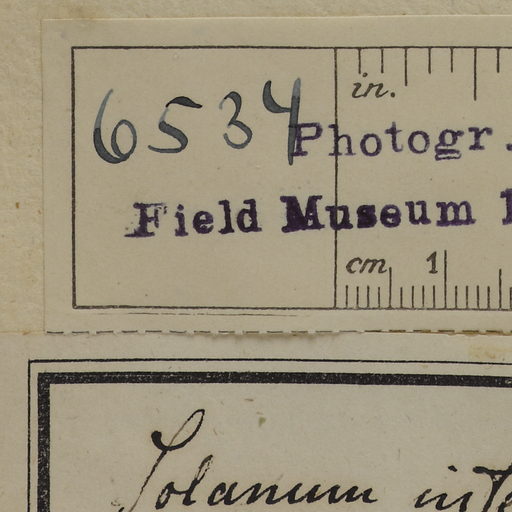 6534
in.
Photogr.
Field Museum
cm 1
Solanum